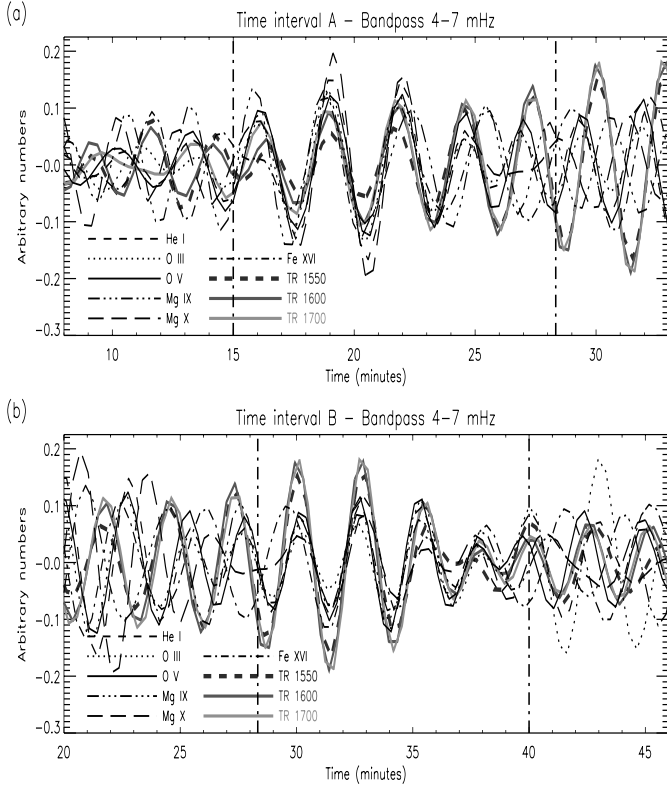 (a)
Time interval A – Bandpass 4–7 mHz
Arbitrary numbers
0.2
0.1
-0.0
-0.1
-0.2
-0.3
He I
O III
O V
Mg IX
Mg X
Fe XVI
TR 1550
TR 1600
TR 1700
10 15 20 25 30
Time (minutes)
(b)
Time interval B – Bandpass 4–7 mHz
Arbitrary numbers
0.2
0.1
-0.0
-0.1
-0.2
-0.3
He I
O III
O V
Mg IX
Mg X
Fe XVI
TR 1550
TR 1600
TR 1700
20 25 30 35 40 45
Time (minutes)